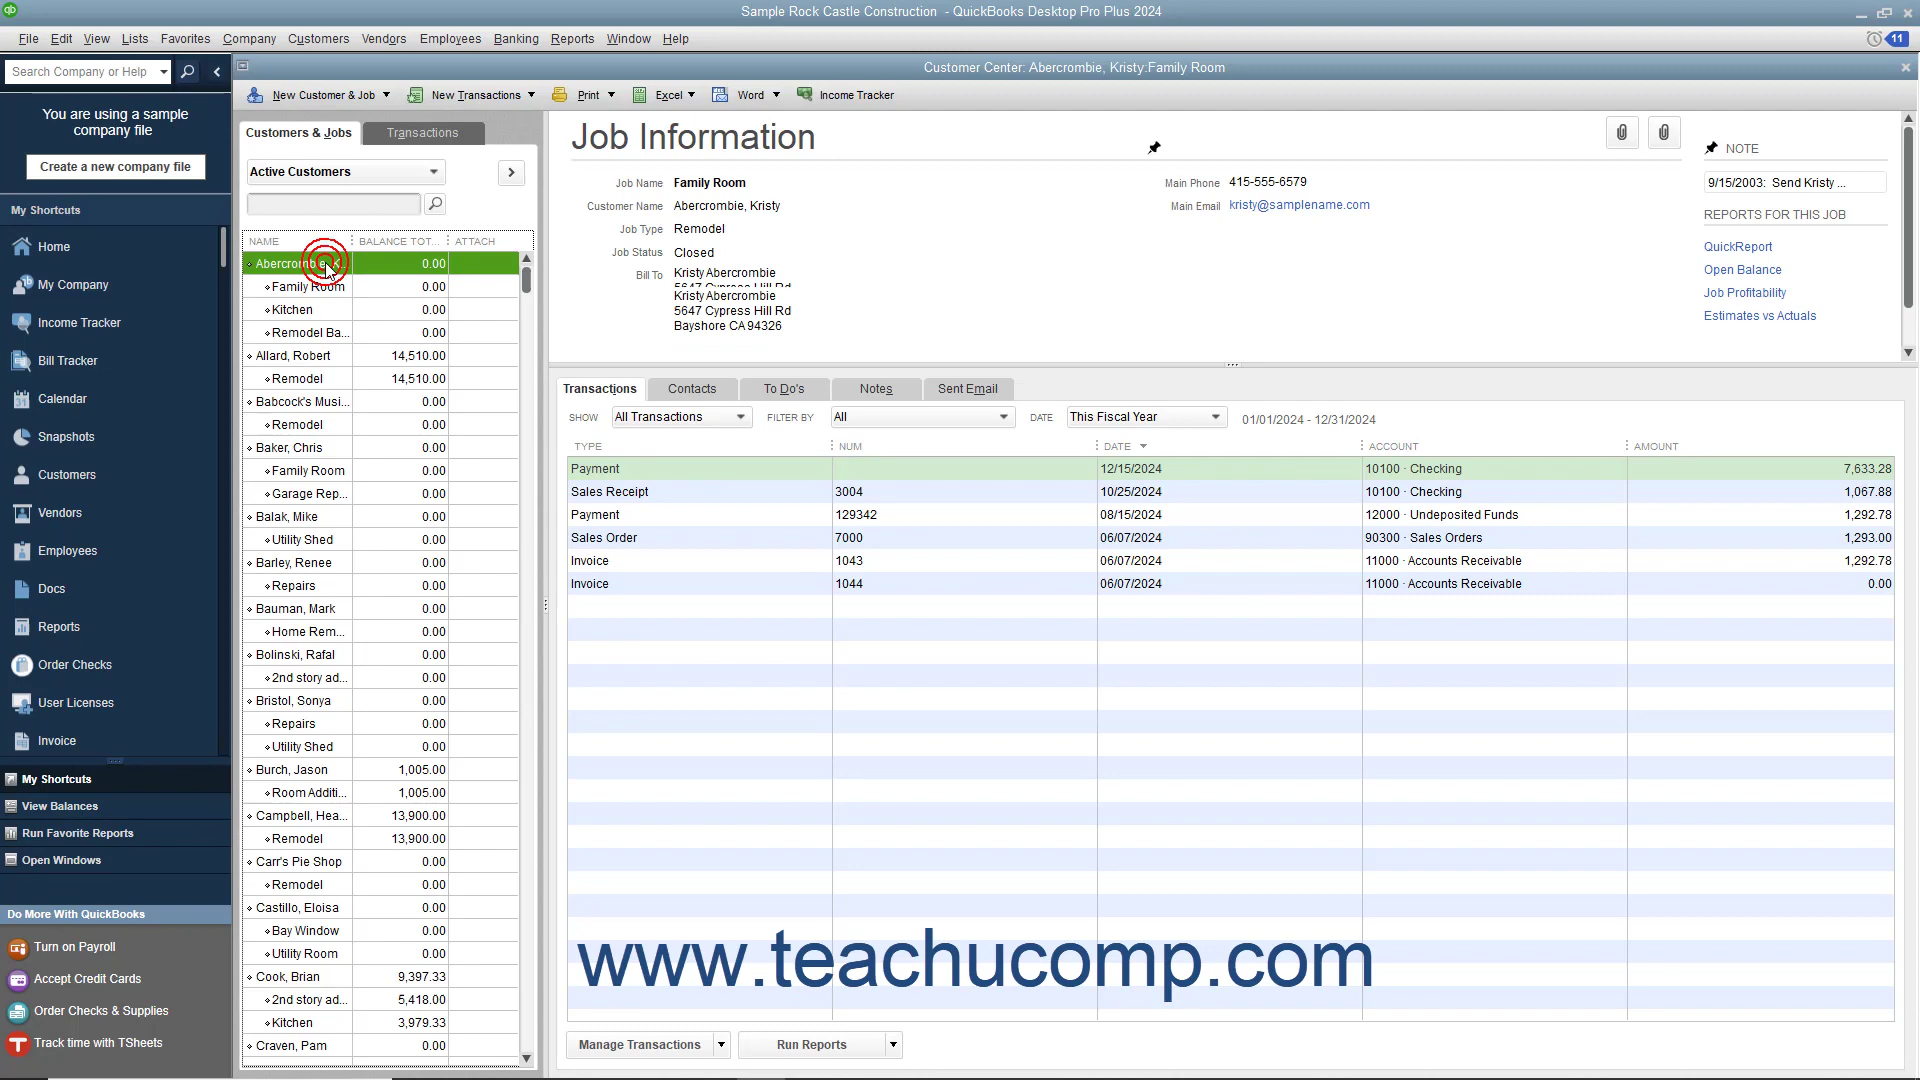 Sample Rock Castle Construction - QuickBooks Desktop Pro Plus 2024
File Edit View Lists Favorites Company Customers Vendors Employees Banking Reports Window Help
11
Search Company or Help
Customer Center: Abercrombie, Kristy:Family Room
New Customer & Job New Transactions Print Excel Word Income Tracker
You are using a sample
company file
Create a new company file
My Shortcuts
Home
My Company
Income Tracker
Bill Tracker
Calendar
Snapshots
Customers
Vendors
Employees
Docs
Reports
Order Checks
User Licenses
Invoice
My Shortcuts
View Balances
Run Favorite Reports
Open Windows
Do More With QuickBooks
Turn on Payroll
Accept Credit Cards
Order Checks & Supplies
Track time with TSheets
Customers & Jobs Transactions
Active Customers
NAME BALANCE TOT... ATTACH
Abercrombie, K... 0.00
Family Room 0.00
Kitchen 0.00
Remodel Ba... 0.00
Allard, Robert 14,510.00
Remodel 14,510.00
Babcock's Musi... 0.00
Remodel 0.00
Baker, Chris 0.00
Family Room 0.00
Garage Rep... 0.00
Balak, Mike 0.00
Utility Shed 0.00
Barley, Renee 0.00
Repairs 0.00
Bauman, Mark 0.00
Home Rem... 0.00
Bolinski, Rafal 0.00
2nd story ad... 0.00
Bristol, Sonya 0.00
Repairs 0.00
Utility Shed 0.00
Burch, Jason 1,005.00
Room Additi... 1,005.00
Campbell, Hea... 13,900.00
Remodel 13,900.00
Carr's Pie Shop 0.00
Remodel 0.00
Castillo, Eloisa 0.00
Bay Window 0.00
Utility Room 0.00
Cook, Brian 9,397.33
2nd story ad... 5,418.00
Kitchen 3,979.33
Craven, Pam 0.00
Job Information
Job Name Family Room
Customer Name Abercrombie, Kristy
Job Type Remodel
Job Status Closed
Bill To Kristy Abercrombie
5647 Cypress Hill Rd
Kristy Abercrombie
5647 Cypress Hill Rd
Bayshore CA 94326
Main Phone 415-555-6579
Main Email kristy@samplename.com
NOTE
9/15/2003: Send Kristy ...
REPORTS FOR THIS JOB
QuickReport
Open Balance
Job Profitability
Estimates vs Actuals
Transactions Contacts To Do's Notes Sent Email
SHOW All Transactions FILTER BY All DATE This Fiscal Year 01/01/2024 - 12/31/2024
TYPE NUM DATE ACCOUNT AMOUNT
Payment 12/15/2024 10100 · Checking 7,633.28
Sales Receipt 3004 10/25/2024 10100 · Checking 1,067.88
Payment 129342 08/15/2024 12000 · Undeposited Funds 1,292.78
Sales Order 7000 06/07/2024 90300 · Sales Orders 1,293.00
Invoice 1043 06/07/2024 11000 · Accounts Receivable 1,292.78
Invoice 1044 06/07/2024 11000 · Accounts Receivable 0.00
www.teachucomp.com
Manage Transactions Run Reports